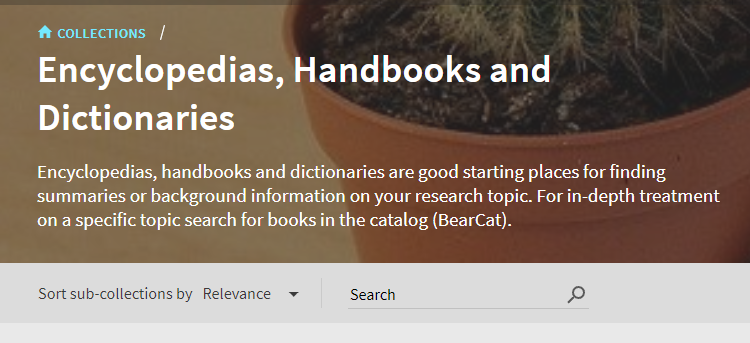 COLLECTIONS /
Encyclopedias, Handbooks and
Dictionaries
Encyclopedias, handbooks and dictionaries are good starting places for finding
summaries or background information on your research topic. For in-depth treatment
on a specific topic search for books in the catalog (BearCat).
Sort sub-collections by Relevance Search